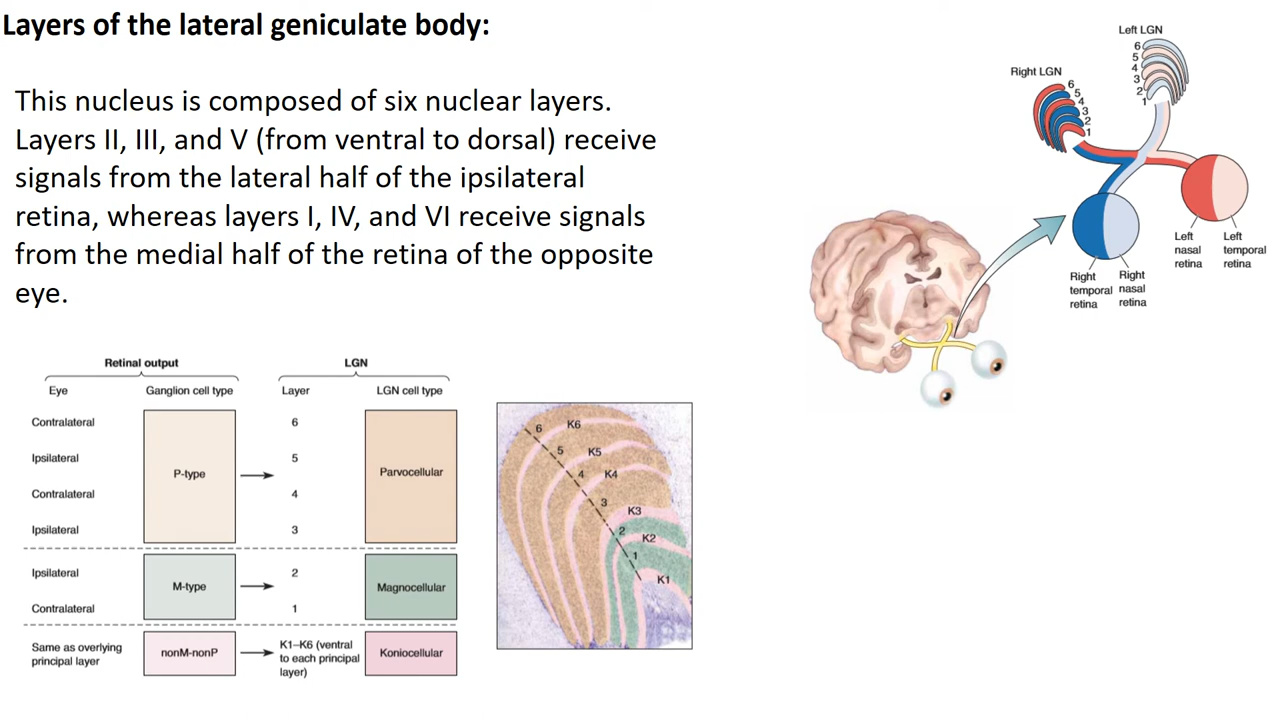 Layers of the lateral geniculate body:
This nucleus is composed of six nuclear layers.
Layers II, III, and V (from ventral to dorsal) receive
signals from the lateral half of the ipsilateral
retina, whereas layers I, IV, and VI receive signals
from the medial half of the retina of the opposite
eye.
Left LGN
6
5
4
3
2
1
Right LGN
6
5
4
3
2
1
Left
nasal
retina
Left
temporal
retina
Right
temporal
retina
Right
nasal
retina
Retinal output
LGN
Eye
Ganglion cell type
Layer
LGN cell type
Contralateral
6
Ipsilateral
5
P-type
Parvocellular
Contralateral
4
Ipsilateral
3
Ipsilateral
2
M-type
Magnocellular
Contralateral
1
Same as overlying
principal layer
nonM-nonP
K1–K6 (ventral
to each principal
layer)
Koniocellular
6
K6
5
K5
4
K4
3
K3
2
K2
1
K1